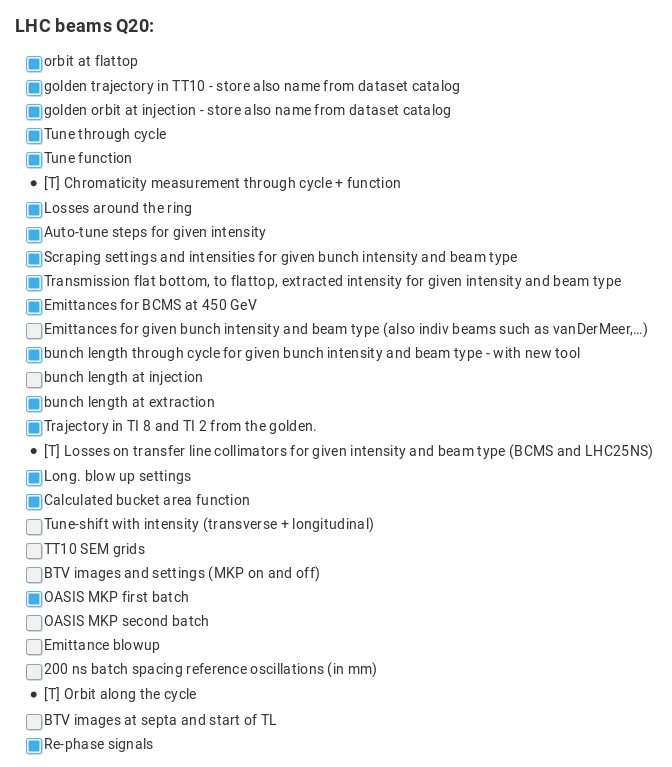 LHC beams Q20:
orbit at flattop
golden trajectory in TT10 - store also name from dataset catalog
golden orbit at injection - store also name from dataset catalog
Tune through cycle
Tune function
• [T] Chromaticity measurement through cycle + function
Losses around the ring
Auto-tune steps for given intensity
Scraping settings and intensities for given bunch intensity and beam type
Transmission flat bottom, to flattop, extracted intensity for given intensity and beam type
Emittances for BCMS at 450 GeV
Emittances for given bunch intensity and beam type (also indiv beams such as vanDerMeer,...)
bunch length through cycle for given bunch intensity and beam type - with new tool
bunch length at injection
bunch length at extraction
Trajectory in TI 8 and TI 2 from the golden.
• [T] Losses on transfer line collimators for given intensity and beam type (BCMS and LHC25NS)
Long. blow up settings
Calculated bucket area function
Tune-shift with intensity (transverse + longitudinal)
TT10 SEM grids
BTV images and settings (MKP on and off)
OASIS MKP first batch
OASIS MKP second batch
Emittance blowup
200 ns batch spacing reference oscillations (in mm)
• [T] Orbit along the cycle
BTV images at septa and start of TL
Re-phase signals